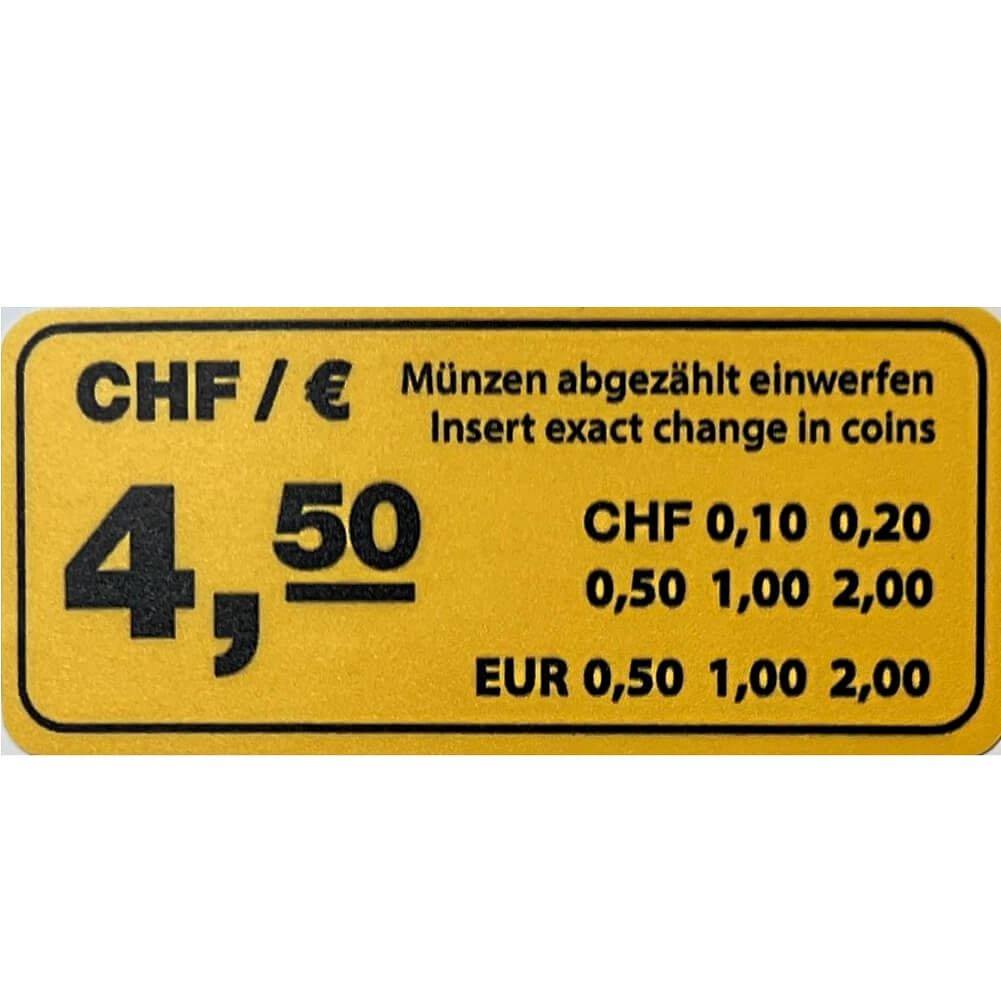 CHF / €
4,50
Münzen abgezählt einwerfen
Insert exact change in coins
CHF 0,10 0,20
0,50 1,00 2,00
EUR 0,50 1,00 2,00